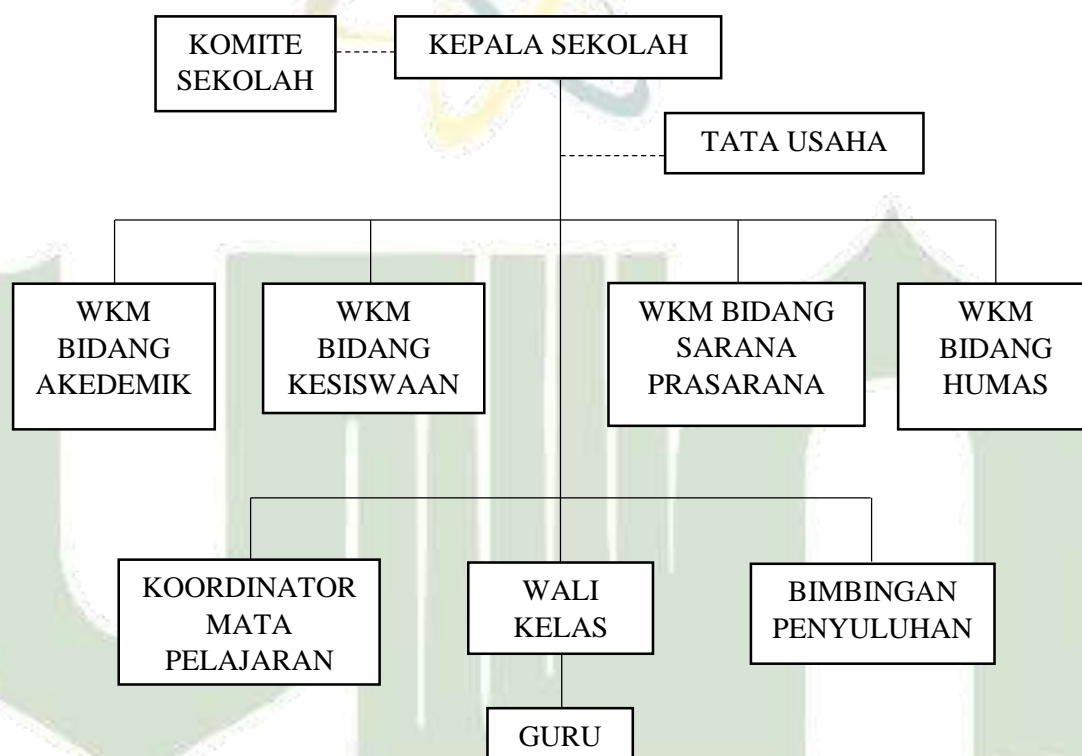 KOMITE
SEKOLAH
KEPALA SEKOLAH
TATA USAHA
WKM
BIDANG
AKEDEMIK
WKM
BIDANG
KESISWAAN
WKM BIDANG
SARANA
PRASARANA
WKM
BIDANG
HUMAS
KOORDINATOR
MATA
PELAJARAN
WALI
KELAS
BIMBINGAN
PENYULUHAN
GURU